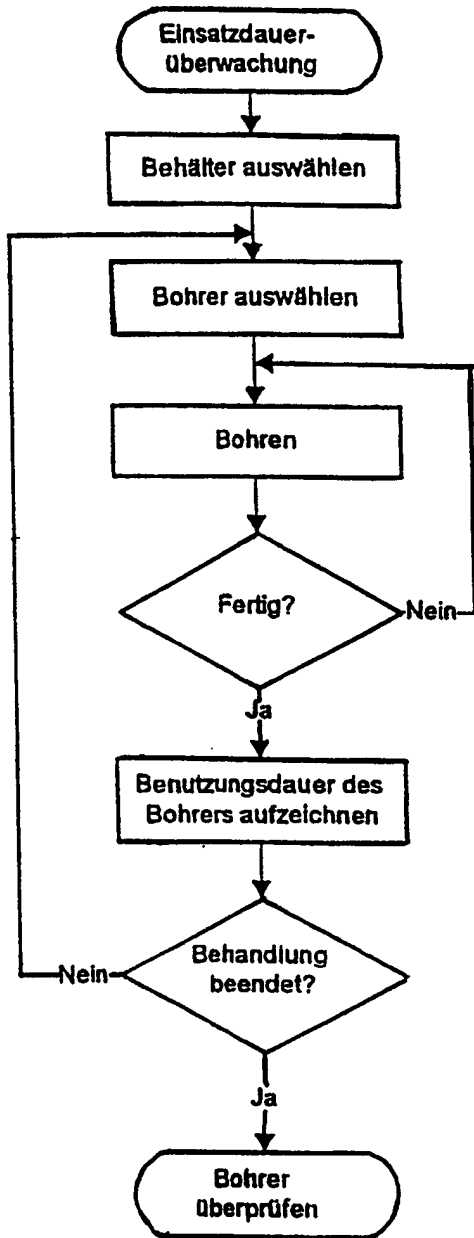 Einsatzdauer-
überwachung
Behälter auswählen
Bohrer auswählen
Bohren
Fertig?
Nein
Ja
Benutzungsdauer des
Bohrers aufzeichnen
Behandlung
beendet?
Nein
Ja
Bohrer
überprüfen